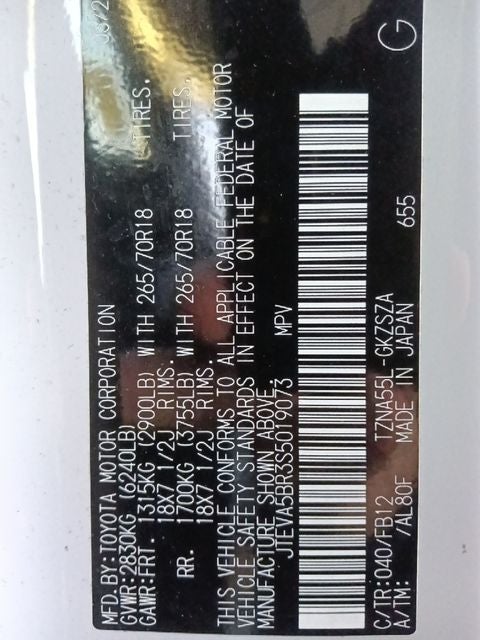 MFD.BY:TOYOTA MOTOR CORPORATION
GVWR:2830KG (6240LB)
GAWR:FRT. 1315KG (2900LB) WITH 265/70R18 TIRES.
18X7 1/2J RIMS.
RR. 1700KG (3755LB) WITH 265/70R18 TIRES.
18X7 1/2J RIMS.
THIS VEHICLE CONFORMS TO ALL APPLICABLE FEDERAL MOTOR
VEHICLE SAFETY STANDARDS IN EFFECT ON THE DATE OF
MANUFACTURE SHOWN ABOVE.
JTEVA5BR3S5019073 MPV
C/TR:040/FB12 TZNA55L-GKZSZA
A/TM: /AL80F MADE IN JAPAN 655 G